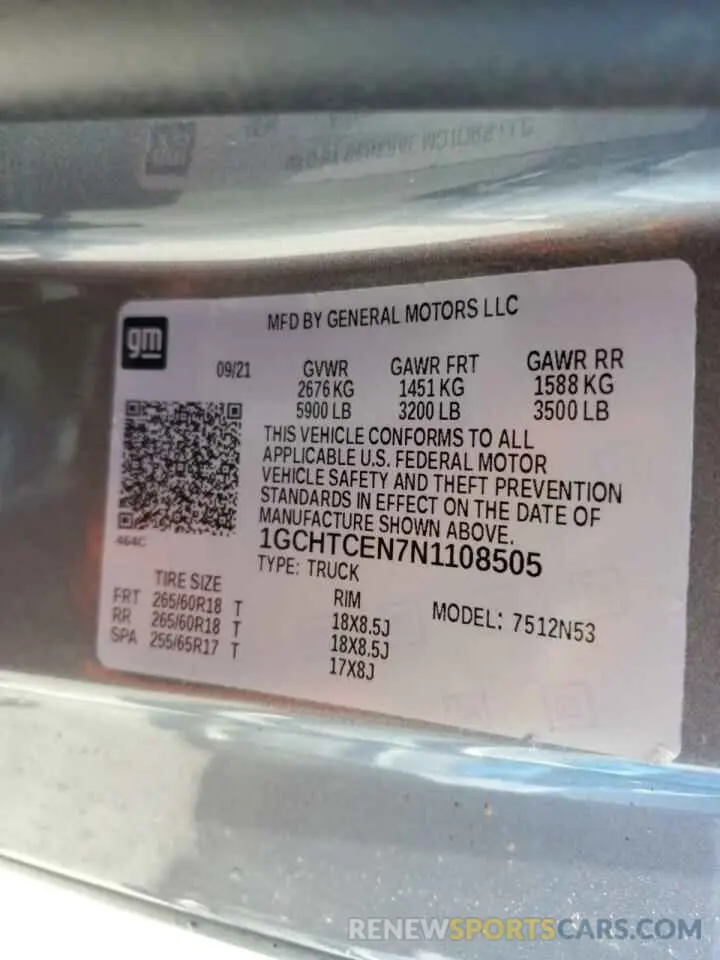 MFD BY GENERAL MOTORS LLC
gm
09/21 GVWR GAWR FRT GAWR RR
2676 KG 1451 KG 1588 KG
5900 LB 3200 LB 3500 LB
THIS VEHICLE CONFORMS TO ALL
APPLICABLE U.S. FEDERAL MOTOR
VEHICLE SAFETY AND THEFT PREVENTION
STANDARDS IN EFFECT ON THE DATE OF
MANUFACTURE SHOWN ABOVE.
464C
1GCHTCEN7N1108505
TYPE: TRUCK
TIRE SIZE RIM MODEL: 7512N53
FRT 265/60R18 T 18X8.5J
RR 265/60R18 T 18X8.5J
SPA 255/65R17 T 17X8J
RENEWSPORTSCARS.COM